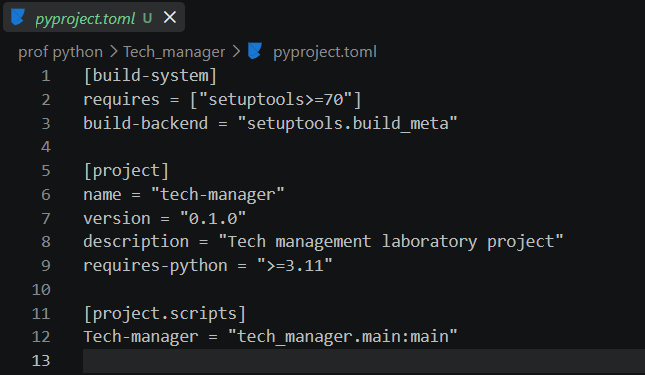 pyproject.toml U ×
prof python > Tech_manager > pyproject.toml
1 [build-system]
2 requires = ["setuptools>=70"]
3 build-backend = "setuptools.build_meta"
4
5 [project]
6 name = "tech-manager"
7 version = "0.1.0"
8 description = "Tech management laboratory project"
9 requires-python = ">=3.11"
10
11 [project.scripts]
12 Tech-manager = "tech_manager.main:main"
13